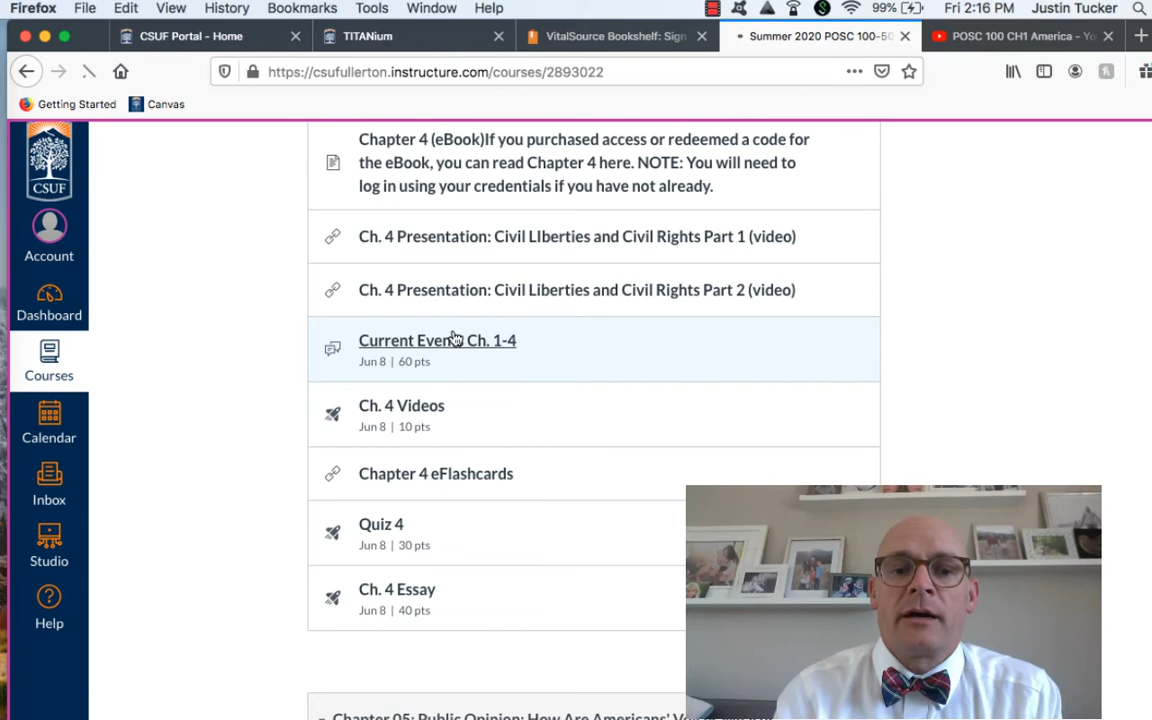 Firefox File Edit View History Bookmarks Tools Window Help 99% Fri 2:16 PM Justin Tucker
CSUF Portal - Home TITANium VitalSource Bookshelf: Sign Summer 2020 POSC 100-50 POSC 100 CH1 America - Yo
https://csufullerton.instructure.com/courses/2893022
Getting Started Canvas
CSUF
Account
Dashboard
Courses
Calendar
Inbox
Studio
Help
Chapter 4 (eBook)If you purchased access or redeemed a code for
the eBook, you can read Chapter 4 here. NOTE: You will need to
log in using your credentials if you have not already.
Ch. 4 Presentation: Civil LIberties and Civil Rights Part 1 (video)
Ch. 4 Presentation: Civil Liberties and Civil Rights Part 2 (video)
Current Events Ch. 1-4
Jun 8 | 60 pts
Ch. 4 Videos
Jun 8 | 10 pts
Chapter 4 eFlashcards
Quiz 4
Jun 8 | 30 pts
Ch. 4 Essay
Jun 8 | 40 pts
Chapter 05: Public Opinion: How Are Americans'